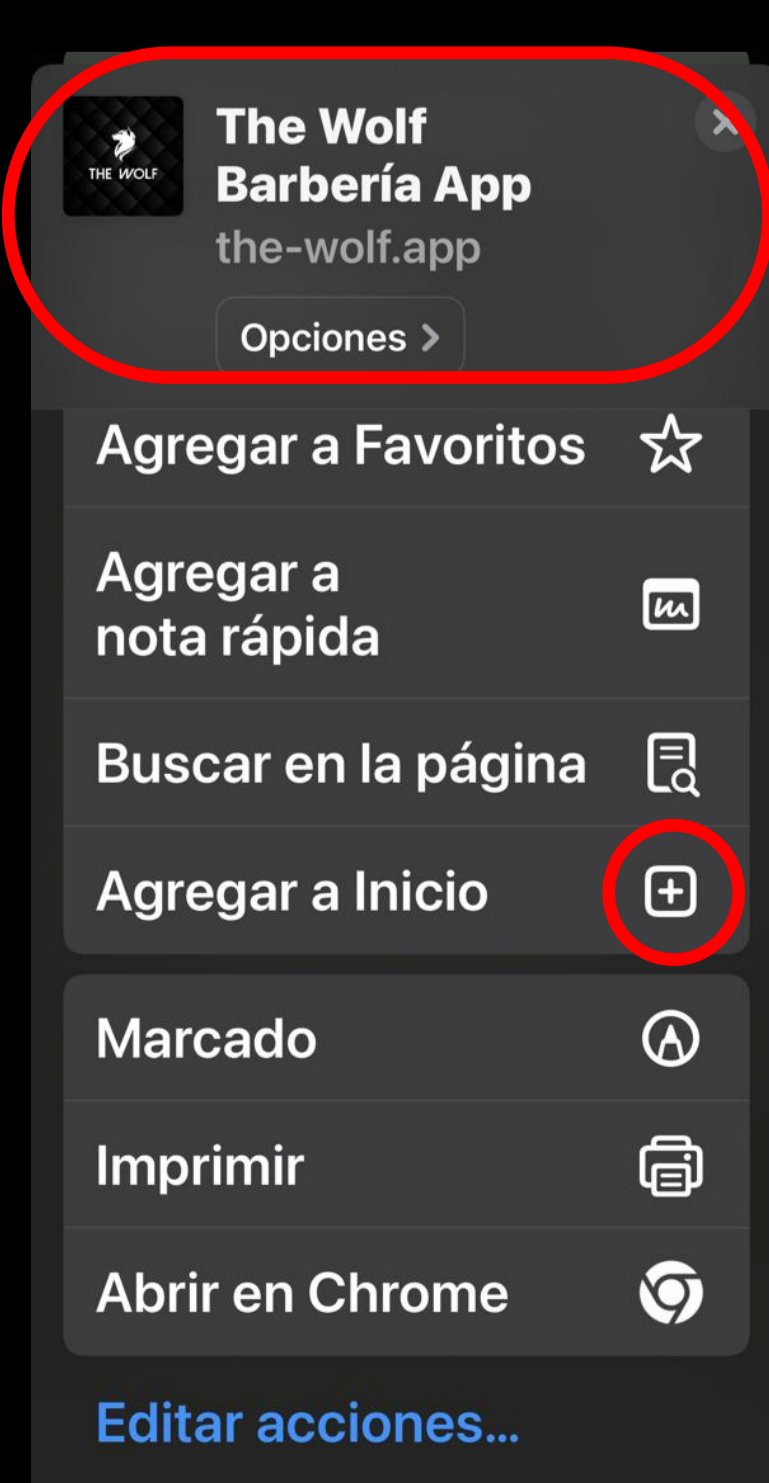 THE WOLF
The Wolf
Barbería App
the-wolf.app
Opciones >
Agregar a Favoritos
Agregar a
nota rápida
Buscar en la página
Agregar a Inicio
Marcado
Imprimir
Abrir en Chrome
Editar acciones...